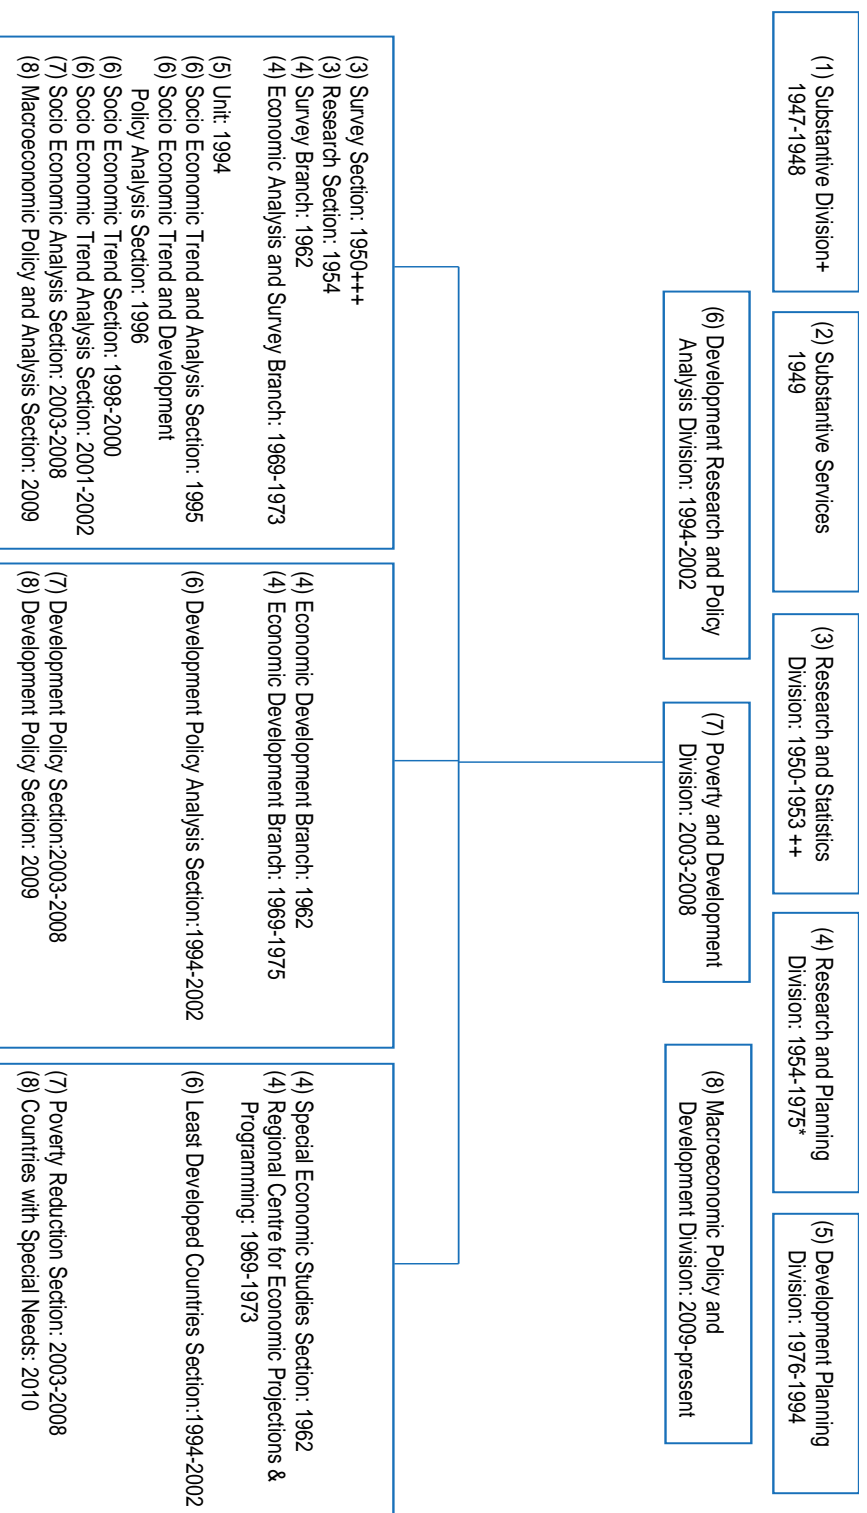 (1) Substantive Division+
1947-1948
(2) Substantive Services
1949
(3) Research and Statistics
Division: 1950-1953 ++
(4) Research and Planning
Division: 1954-1975*
(5) Development Planning
Division: 1976-1994
(6) Development Research and Policy
Analysis Division: 1994-2002
(7) Poverty and Development
Division: 2003-2008
(8) Macroeconomic Policy and
Development Division: 2009-present
(3) Survey Section: 1950+++
(3) Research Section: 1954
(4) Survey Branch: 1962
(4) Economic Analysis and Survey Branch: 1969-1973
(5) Unit: 1994
(6) Socio Economic Trend and Analysis Section: 1995
(6) Socio Economic Trend and Development
Policy Analysis Section: 1996
(6) Socio Economic Trend Section: 1998-2000
(6) Socio Economic Trend Analysis Section: 2001-2002
(7) Socio Economic Analysis Section: 2003-2008
(8) Macroeconomic Policy and Analysis Section: 2009
(4) Economic Development Branch: 1962
(4) Economic Development Branch: 1969-1975
(6) Development Policy Analysis Section:1994-2002
(7) Development Policy Section:2003-2008
(8) Development Policy Section: 2009
(4) Special Economic Studies Section: 1962
(4) Regional Centre for Economic Projections &
Programming: 1969-1973
(6) Least Developed Countries Section:1994-2002
(7) Poverty Reduction Section: 2003-2008
(8) Countries with Special Needs: 2010